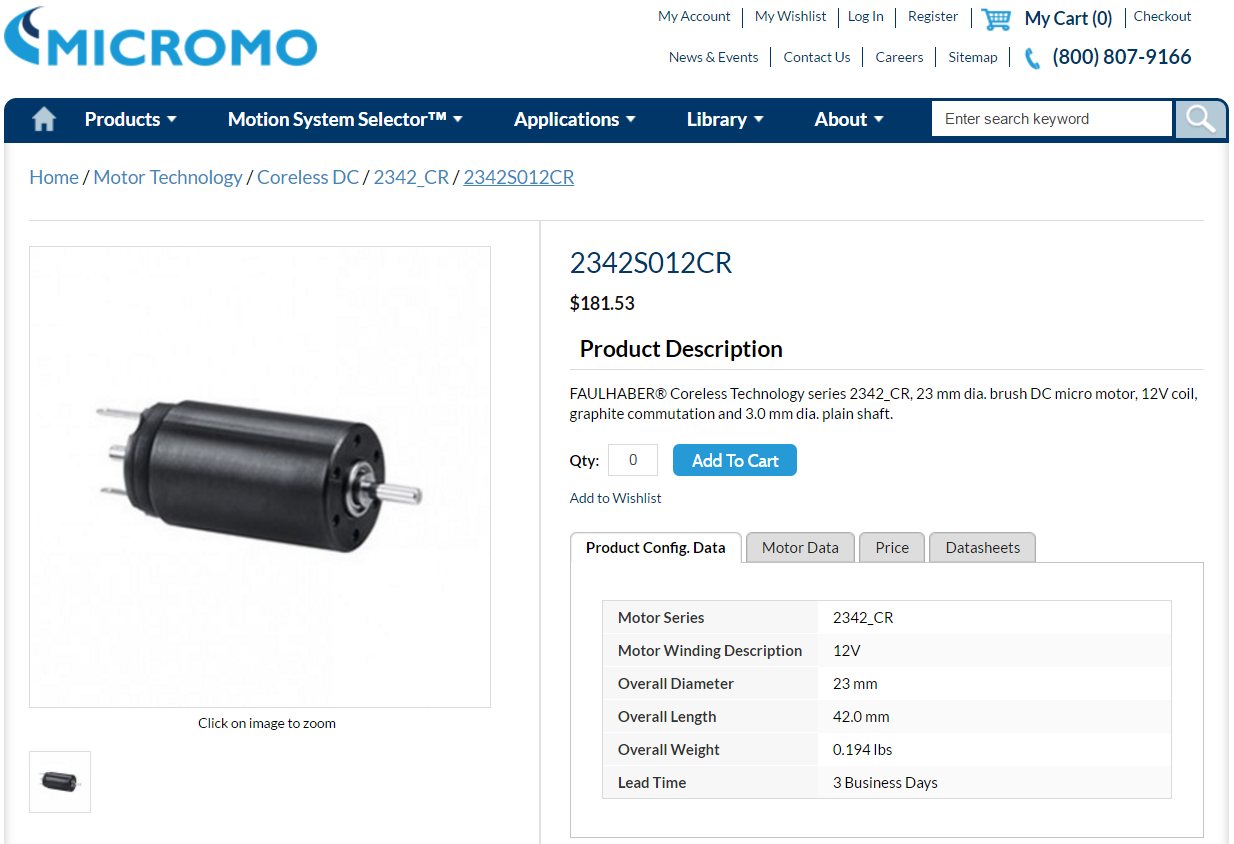 MICROMO
My Account My Wishlist Log In Register My Cart (0) Checkout
News & Events Contact Us Careers Sitemap (800) 807-9166
Products Motion System Selector™ Applications Library About Enter search keyword
Home / Motor Technology / Coreless DC / 2342_CR / 2342S012CR
2342S012CR
$181.53
Product Description
FAULHABER® Coreless Technology series 2342_CR, 23 mm dia. brush DC micro motor, 12V coil,
graphite commutation and 3.0 mm dia. plain shaft.
Qty: 0 Add To Cart
Add to Wishlist
Product Config. Data Motor Data Price Datasheets
Motor Series 2342_CR
Motor Winding Description 12V
Overall Diameter 23 mm
Overall Length 42.0 mm
Overall Weight 0.194 lbs
Lead Time 3 Business Days
Click on image to zoom